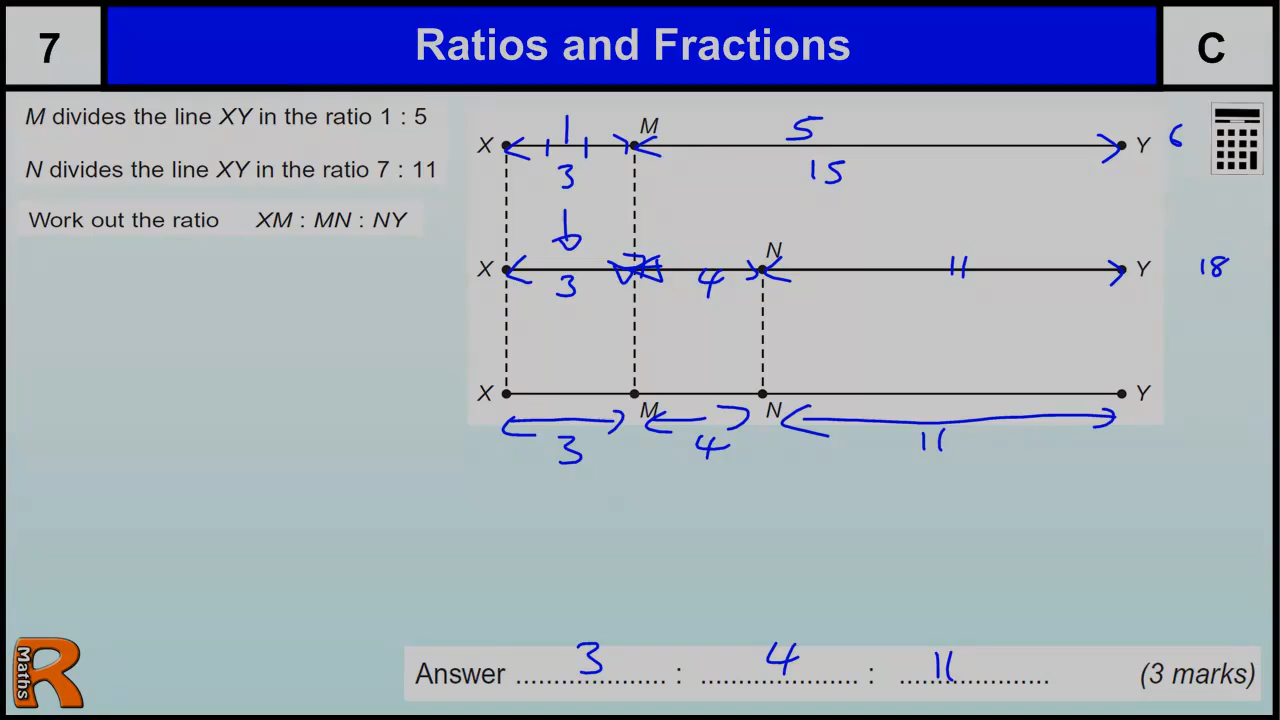 7
Ratios and Fractions
C
M divides the line XY in the ratio 1 : 5
N divides the line XY in the ratio 7 : 11
Work out the ratio XM : MN : NY
1 M 5
X Y 6
3 15
N
X Y 18
3 4 11
X Y
M N
3 4 11
Answer 3 : 4 : 11 (3 marks)
Maths
R